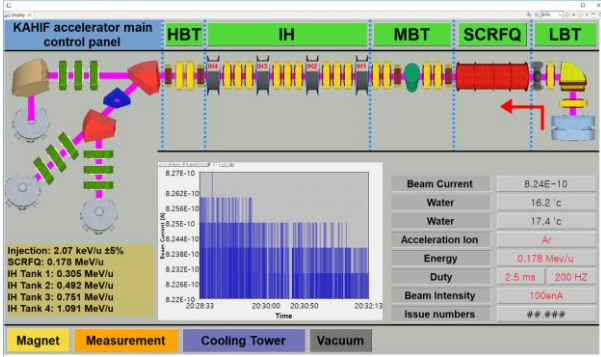 KAHIF accelerator main
control panel
HBT
IH
MBT
SCRFQ
LBT
IH4
IH3
IH2
IH1
8.27E-10
8.262E-10
8.256E-10
8.25E-10
8.244E-10
8.238E-10
8.232E-10
8.226E-10
8.22E-10
Beam Current [A]
20:28:33
20:30:00
20:30:50
20:32:13
Time
Injection: 2.07 keV/u ±5%
SCRFQ: 0.178 MeV/u
IH Tank 1: 0.305 MeV/u
IH Tank 2: 0.492 MeV/u
IH Tank 3: 0.751 MeV/u
IH Tank 4: 1.091 MeV/u
Beam Current 8.24E-10
Water 16.2 'c
Water 17.4 'c
Acceleration Ion Ar
Energy 0.178 Mev/u
Duty 2.5 ms 200 HZ
Beam Intensity 100enA
Issue numbers ##.###
Magnet
Measurement
Cooling Tower
Vacuum